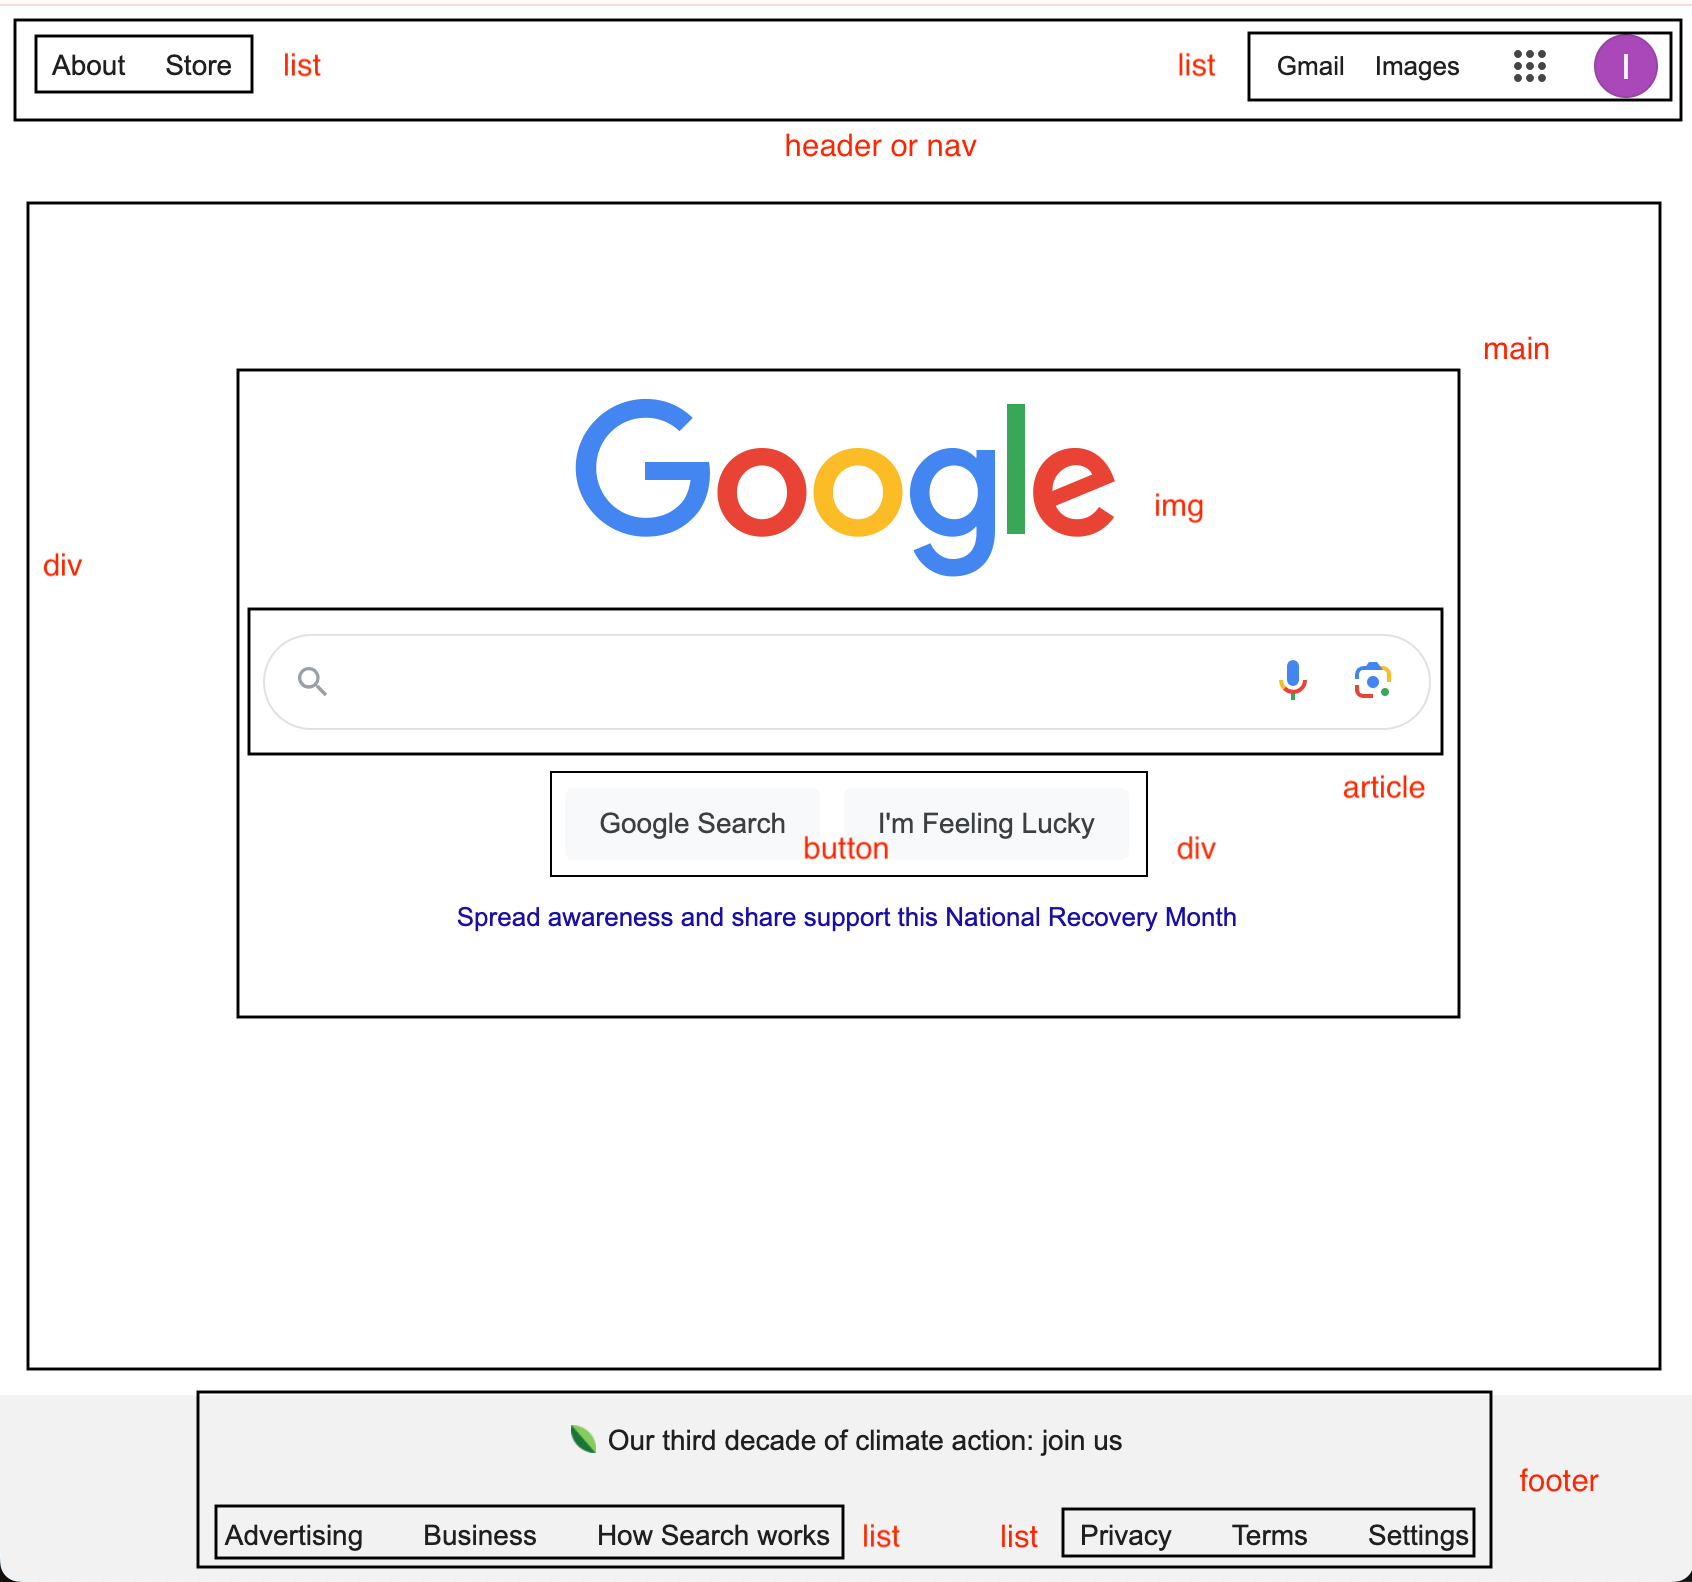 About Store list list Gmail Images I
header or nav
main
Google
img
div
article
Google Search I'm Feeling Lucky
button div
Spread awareness and share support this National Recovery Month
Our third decade of climate action: join us
footer
Advertising Business How Search works list list Privacy Terms Settings